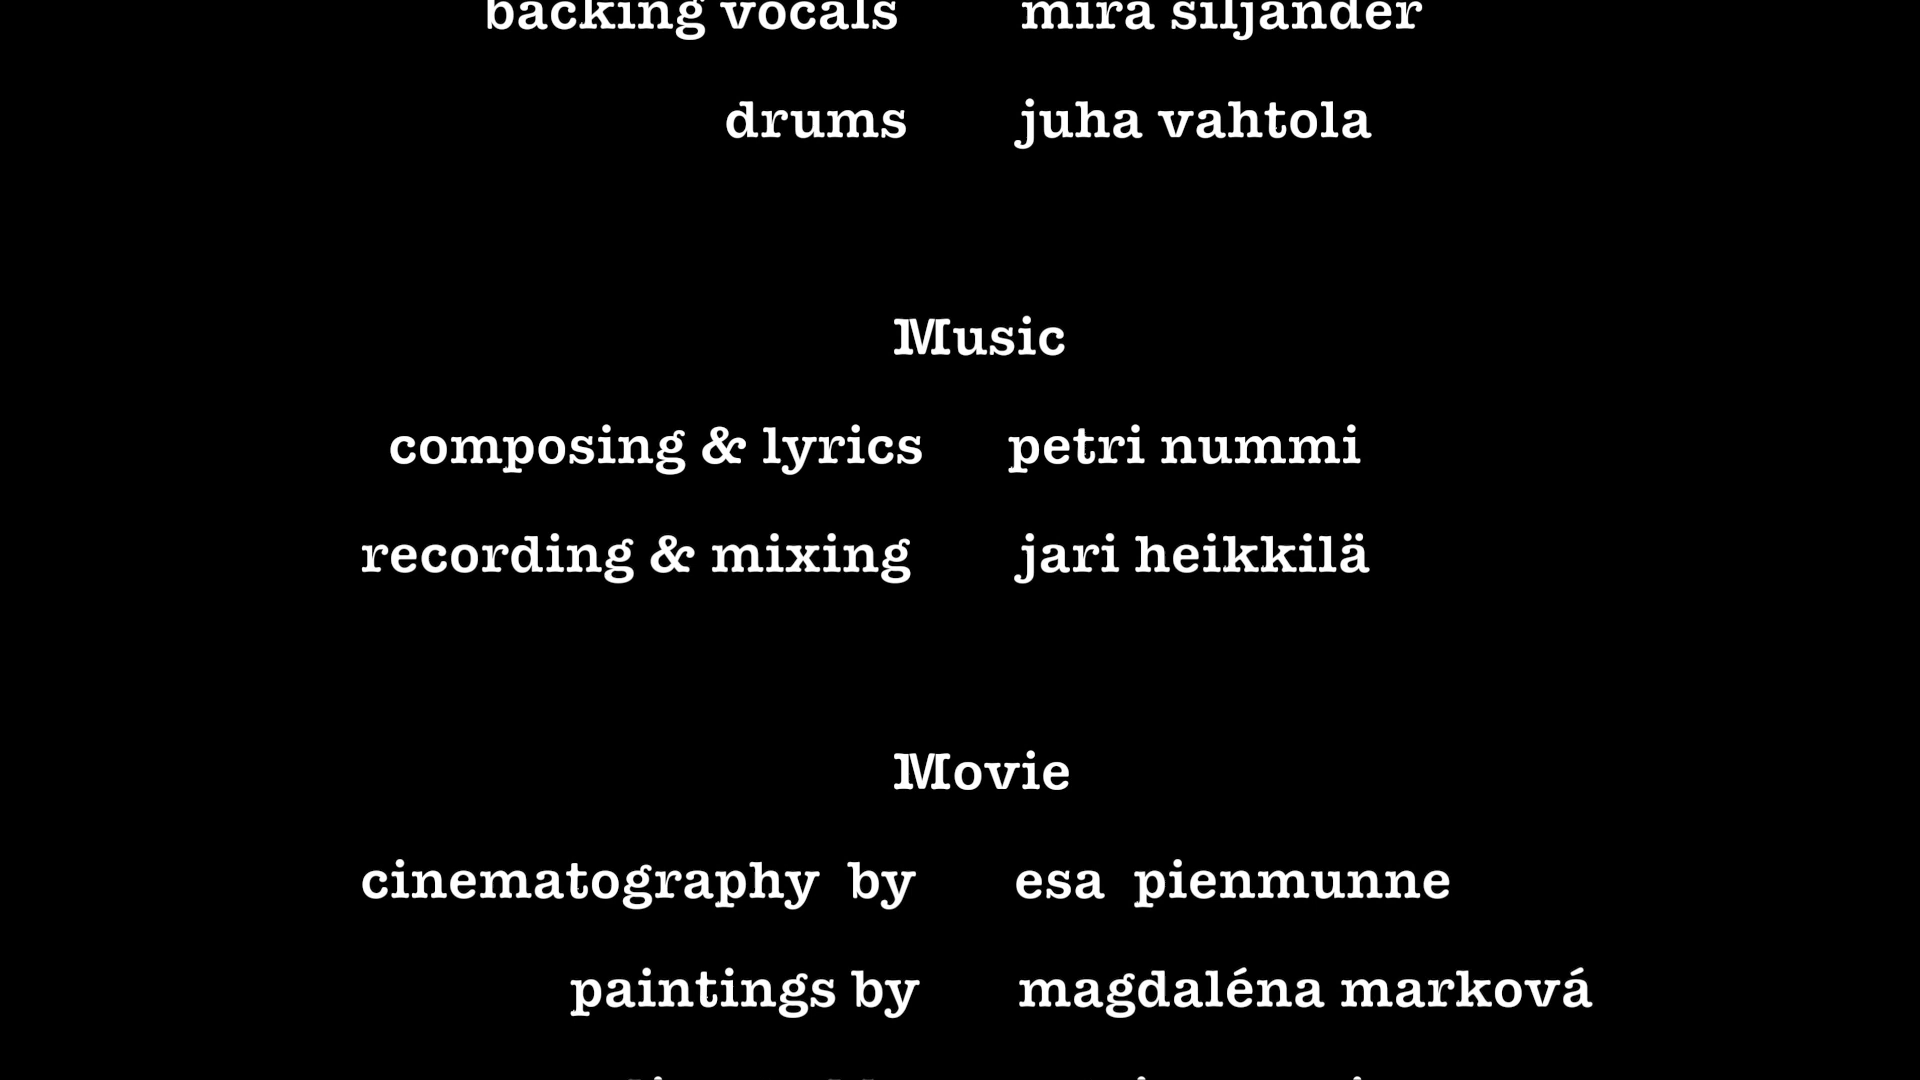 backing vocals mira siljander
drums juha vahtola
Music
composing & lyrics petri nummi
recording & mixing jari heikkilä
Movie
cinematography by esa pienmunne
paintings by magdaléna marková